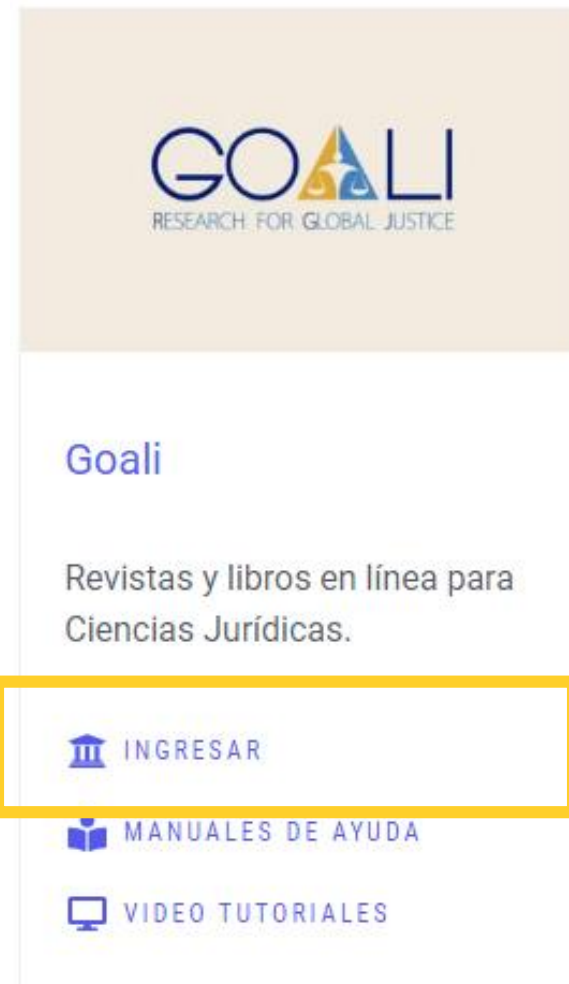 GOALI
RESEARCH FOR GLOBAL JUSTICE
Goali
Revistas y libros en línea para
Ciencias Jurídicas.
INGRESAR
MANUALES DE AYUDA
VIDEO TUTORIALES